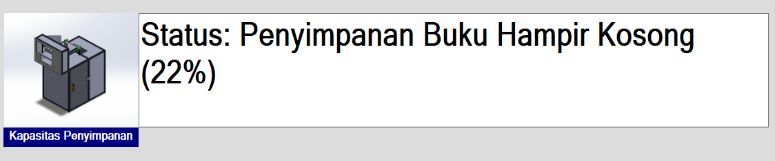 Status: Penyimpanan Buku Hampir Kosong
(22%)
Kapasitas Penyimpanan